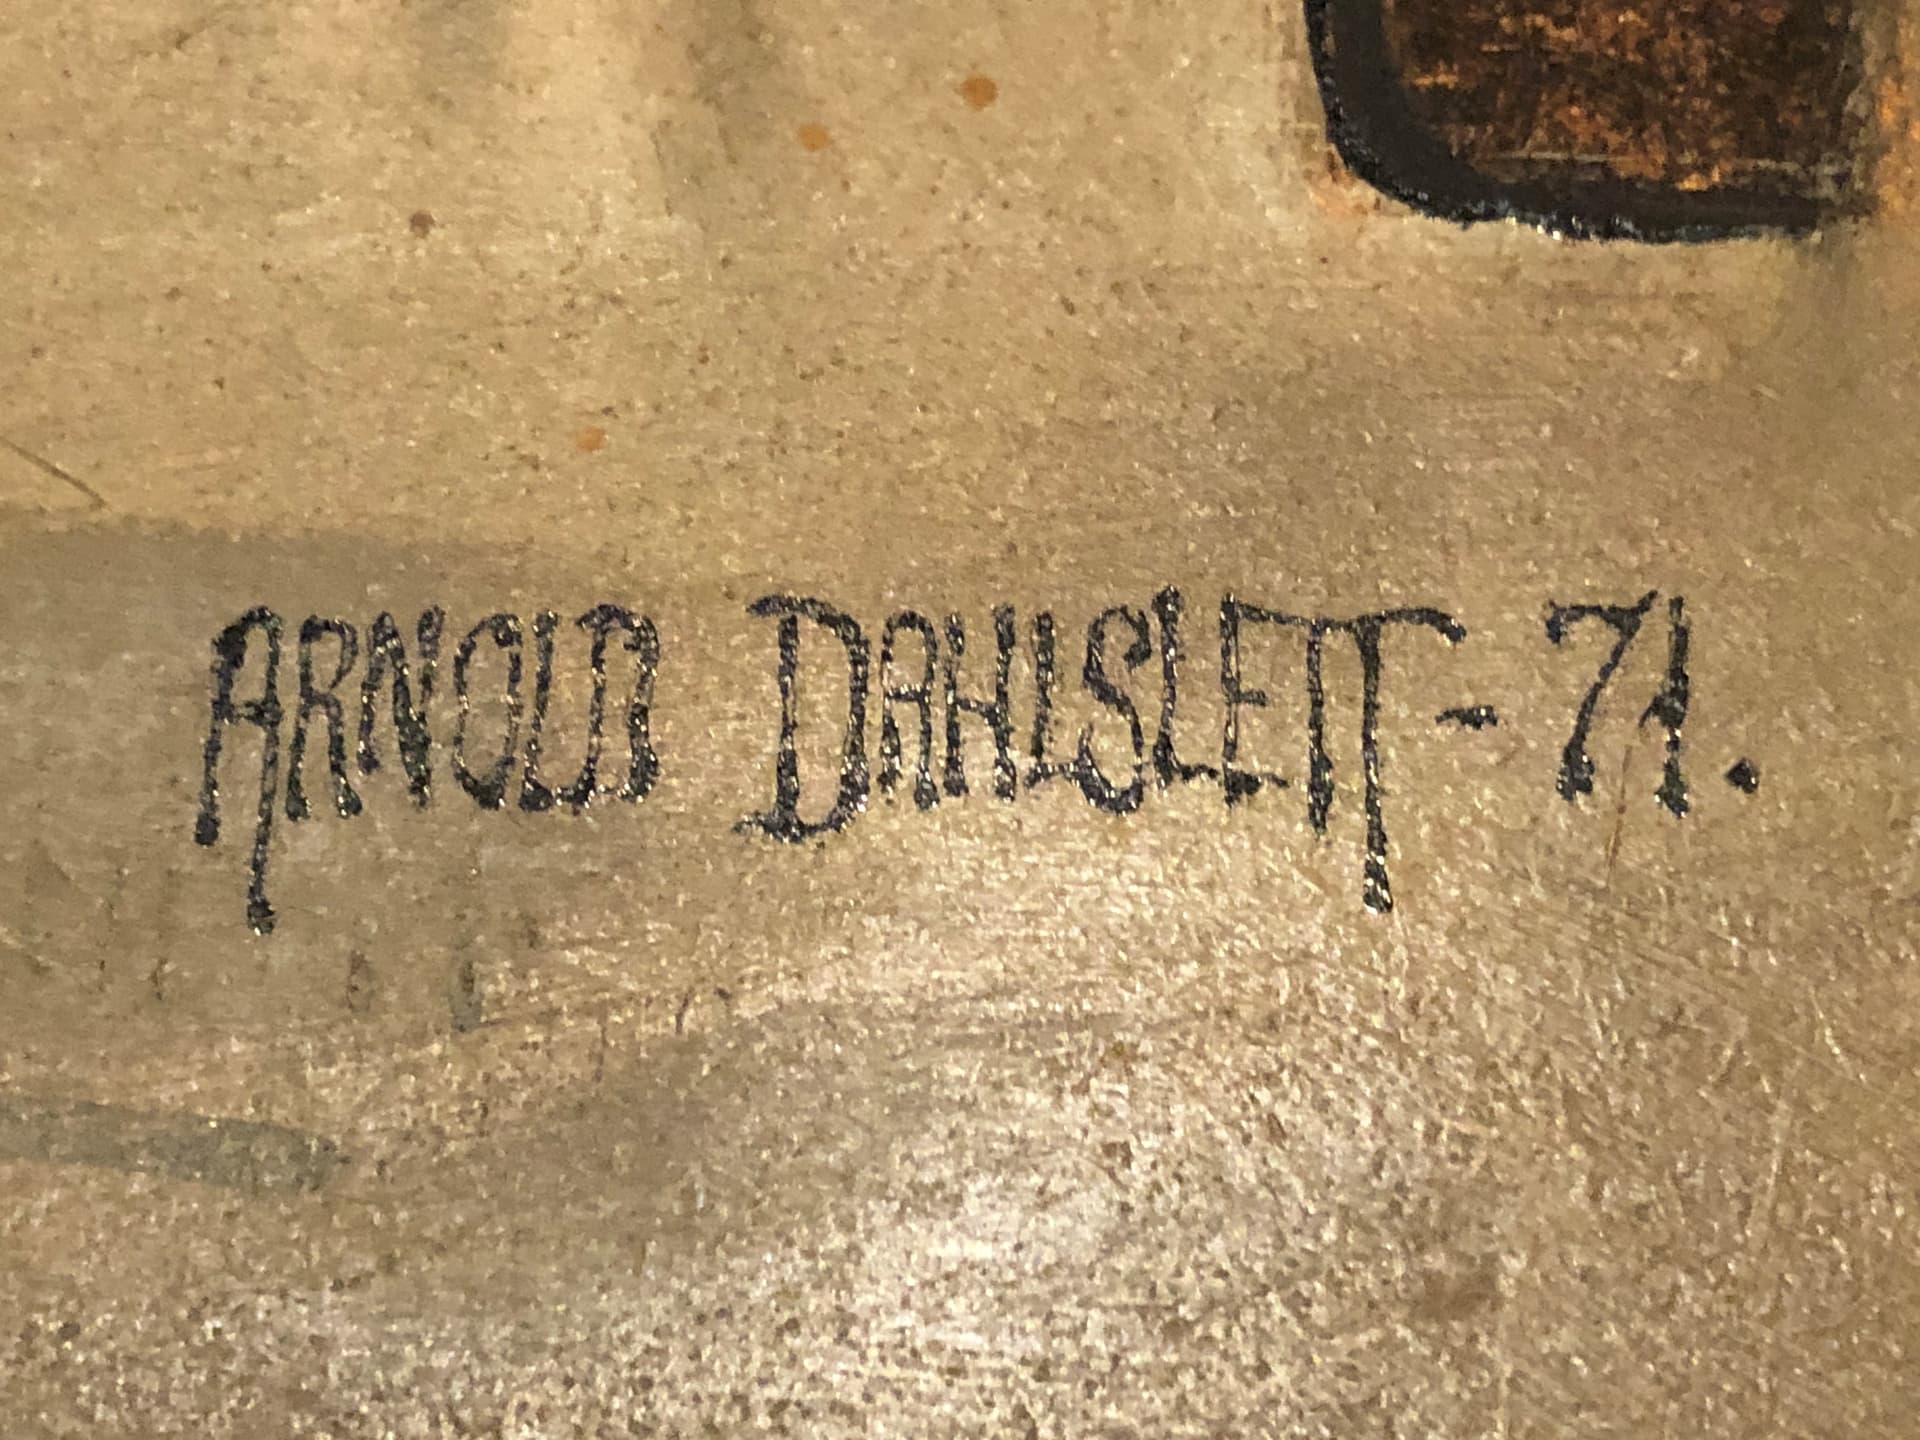 ARNOLD DAHLSLETT - 71.